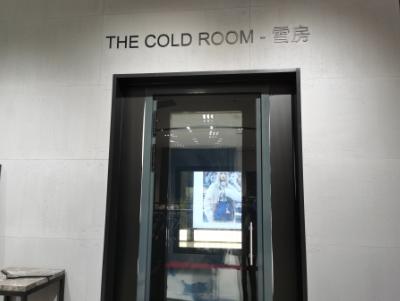 THE COLD ROOM - 雪房